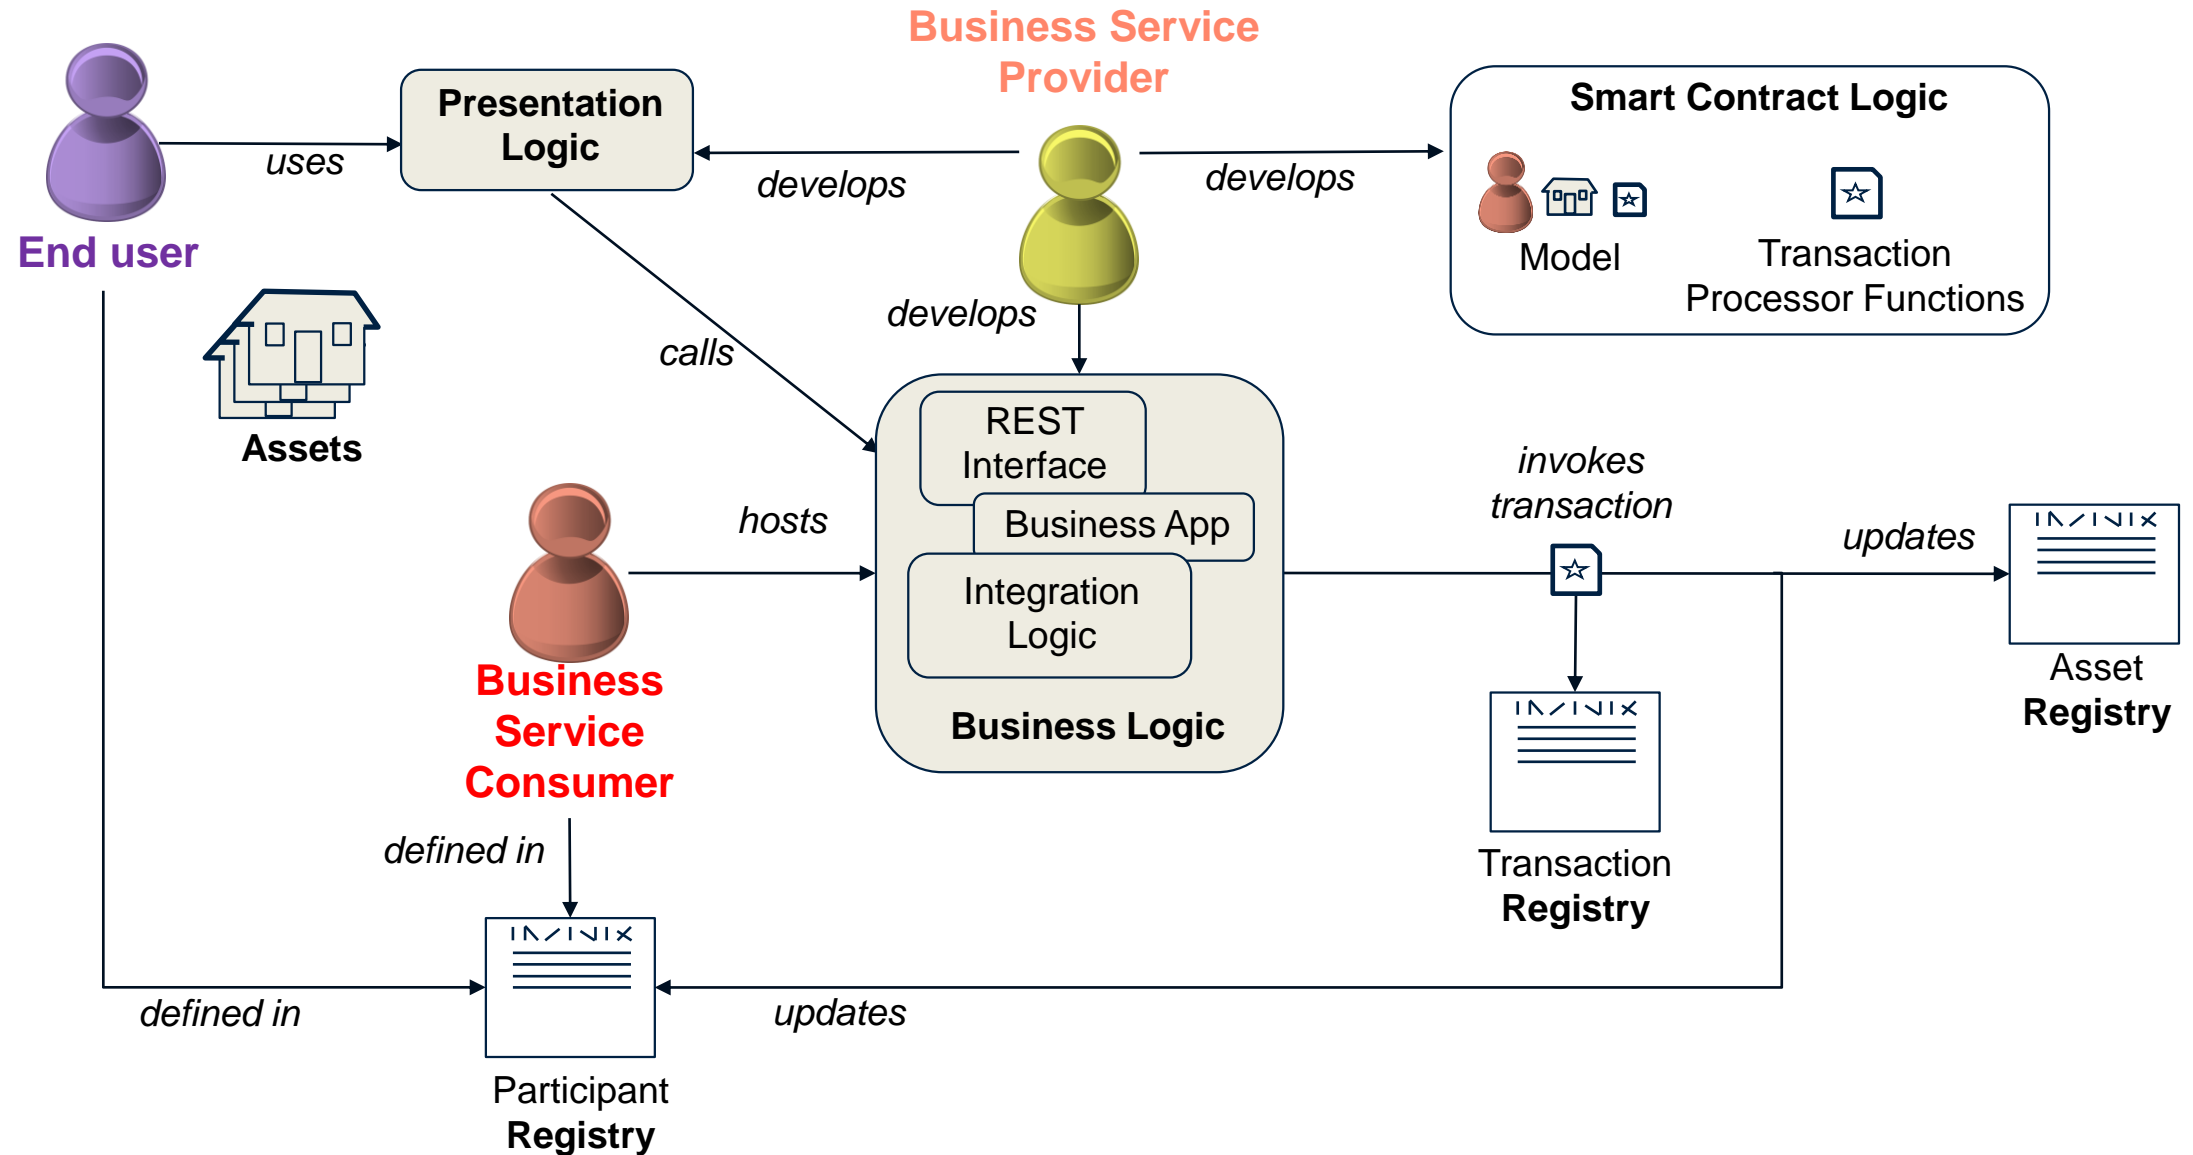 Business Service
Provider
Presentation
Logic
Smart Contract Logic
uses
develops
develops
End user
Model
Transaction
Processor Functions
develops
calls
Assets
REST
Interface
Business App
Integration
Logic
Business Logic
hosts
invokes
transaction
updates
Business
Service
Consumer
Asset
Registry
defined in
Transaction
Registry
defined in
updates
Participant
Registry